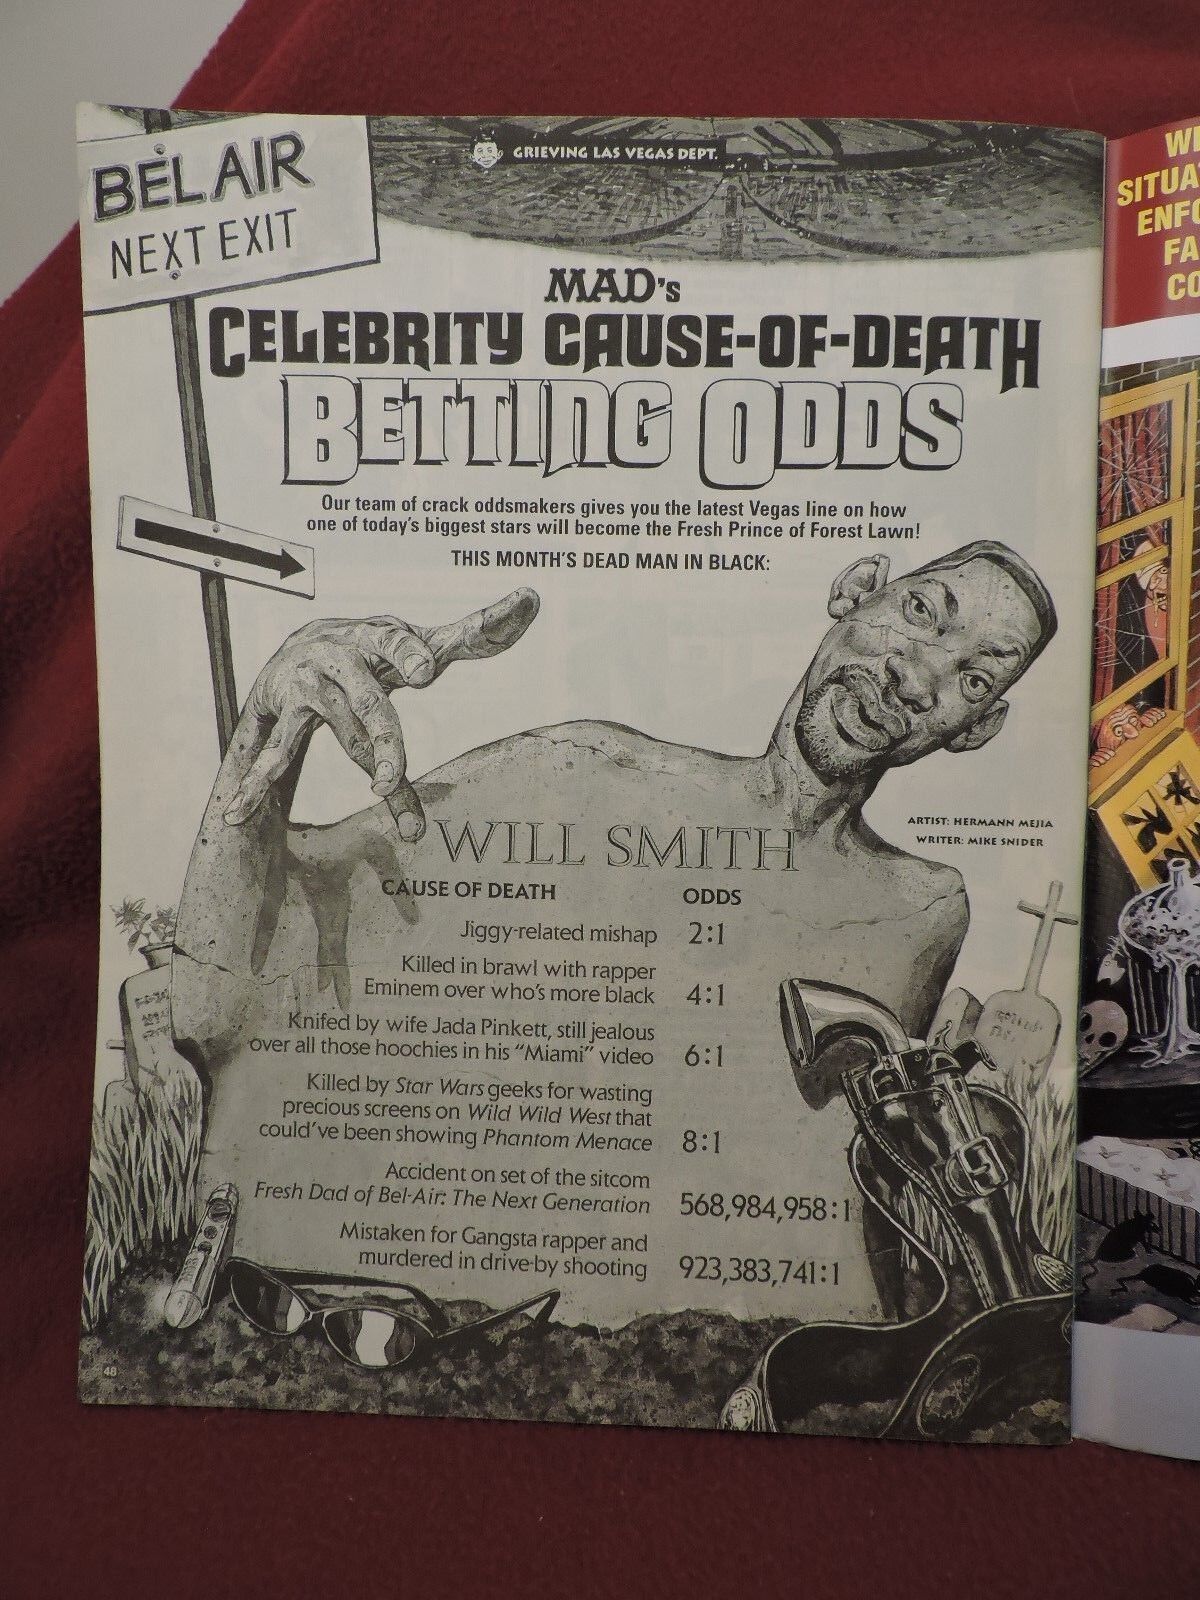 BEL AIR
NEXT EXIT
GRIEVING LAS VEGAS DEPT.
MAD's
CELEBRITY CAUSE-OF-DEATH
BETTING ODDS
Our team of crack oddsmakers gives you the latest Vegas line on how
one of today's biggest stars will become the Fresh Prince of Forest Lawn!
THIS MONTH'S DEAD MAN IN BLACK:
ARTIST: HERMANN MEJIA
WRITER: MIKE SNIDER
WILL SMITH
CAUSE OF DEATH ODDS
Jiggy-related mishap 2:1
Killed in brawl with rapper
Eminem over who's more black 4:1
Knifed by wife Jada Pinkett, still jealous
over all those hoochies in his "Miami" video 6:1
Killed by Star Wars geeks for wasting
precious screens on Wild Wild West that
could've been showing Phantom Menace 8:1
Accident on set of the sitcom
Fresh Dad of Bel-Air: The Next Generation 568,984,958:1
Mistaken for Gangsta rapper and
murdered in drive-by shooting 923,383,741:1
48
SITUA
ENFO
FA
CO